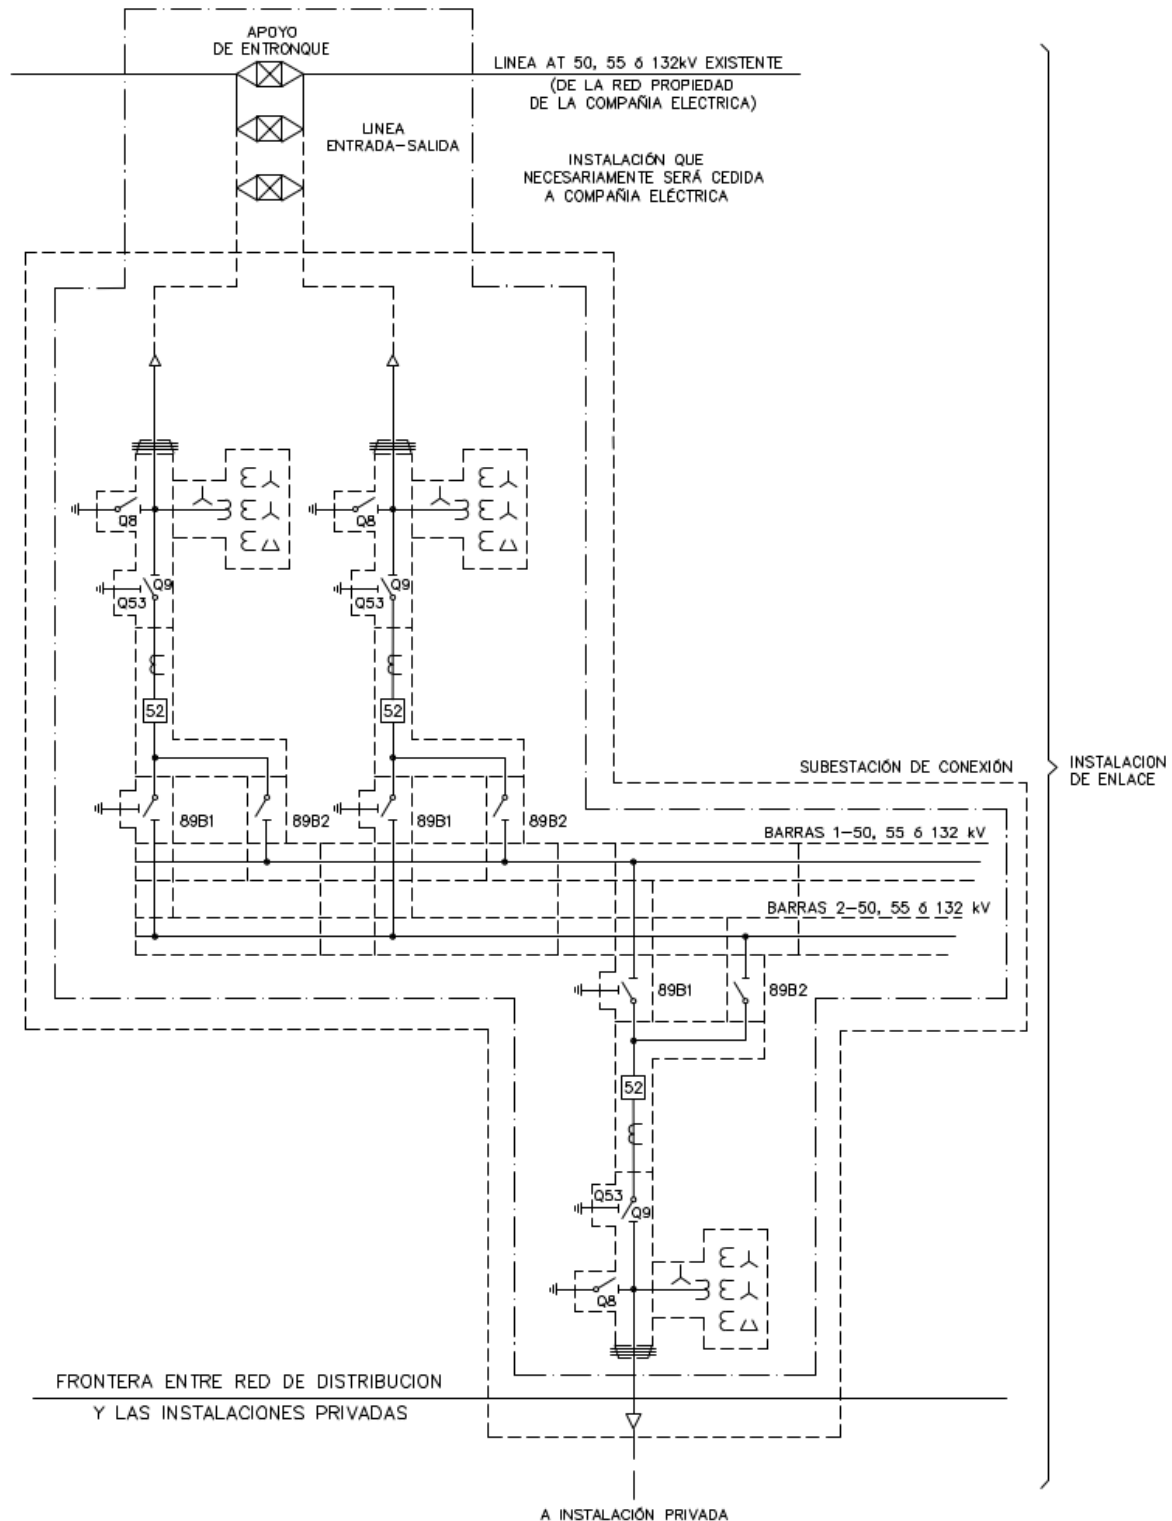 APOYO
DE ENTRONQUE
LINEA AT 50, 55 ó 132kV EXISTENTE
(DE LA RED PROPIEDAD
DE LA COMPAÑIA ELECTRICA)
LINEA
ENTRADA-SALIDA
INSTALACIÓN QUE
NECESARIAMENTE SERÁ CEDIDA
A COMPAÑIA ELÉCTRICA
Q8
Q8
Q9
Q53
Q9
Q53
52
52
SUBESTACIÓN DE CONEXIÓN
INSTALACION
DE ENLACE
89B1
89B2
89B1
89B2
BARRAS 1-50, 55 ó 132 kV
BARRAS 2-50, 55 ó 132 kV
89B1
89B2
52
Q53
Q9
Q8
FRONTERA ENTRE RED DE DISTRIBUCION
Y LAS INSTALACIONES PRIVADAS
A INSTALACIÓN PRIVADA